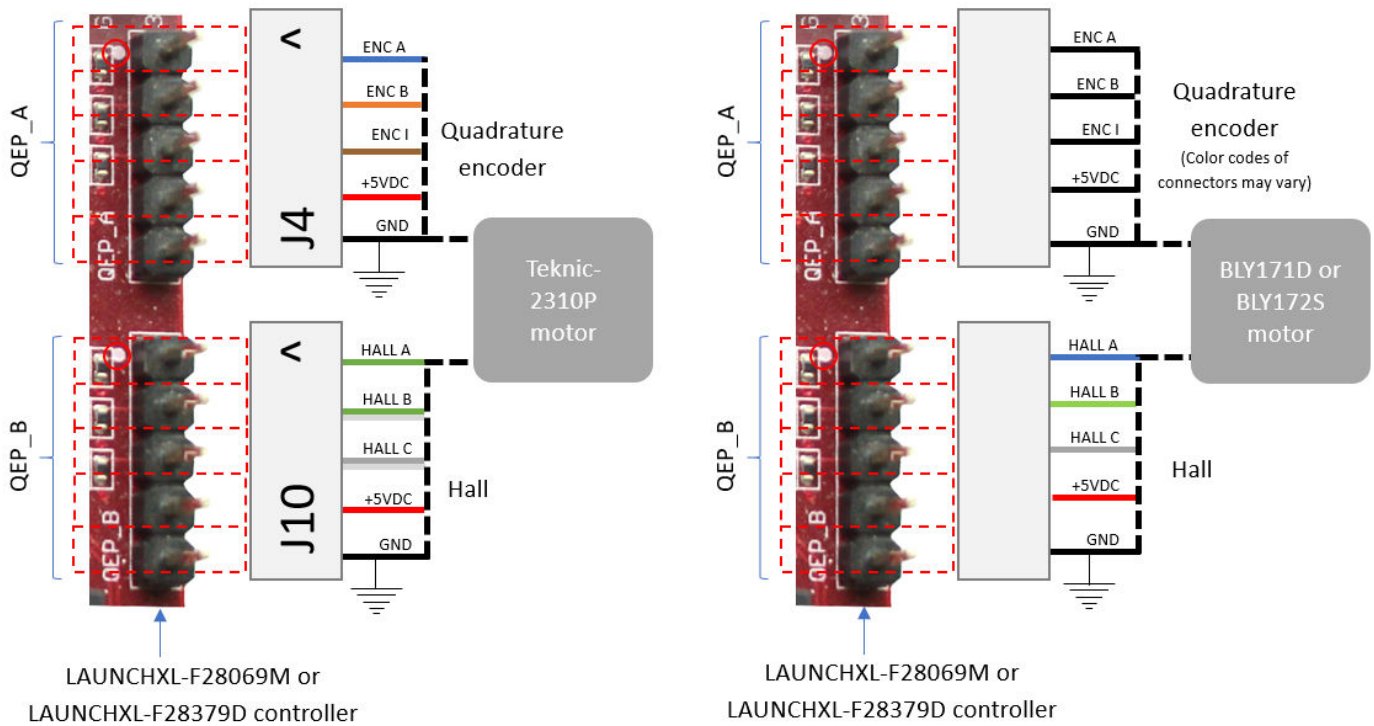 G 3
QEP_A
QEP_A
<
J4
ENC A
ENC B
ENC I
+5VDC
GND
Quadrature
encoder
Teknic-
2310P
motor
QEP_B
QEP_B
<
J10
HALL A
HALL B
HALL C
+5VDC
GND
Hall
LAUNCHXL-F28069M or
LAUNCHXL-F28379D controller
G 3
QEP_A
QEP_A
ENC A
ENC B
ENC I
+5VDC
GND
Quadrature
encoder
(Color codes of
connectors may vary)
BLY171D or
BLY172S
motor
QEP_B
QEP_B
HALL A
HALL B
HALL C
+5VDC
GND
Hall
LAUNCHXL-F28069M or
LAUNCHXL-F28379D controller